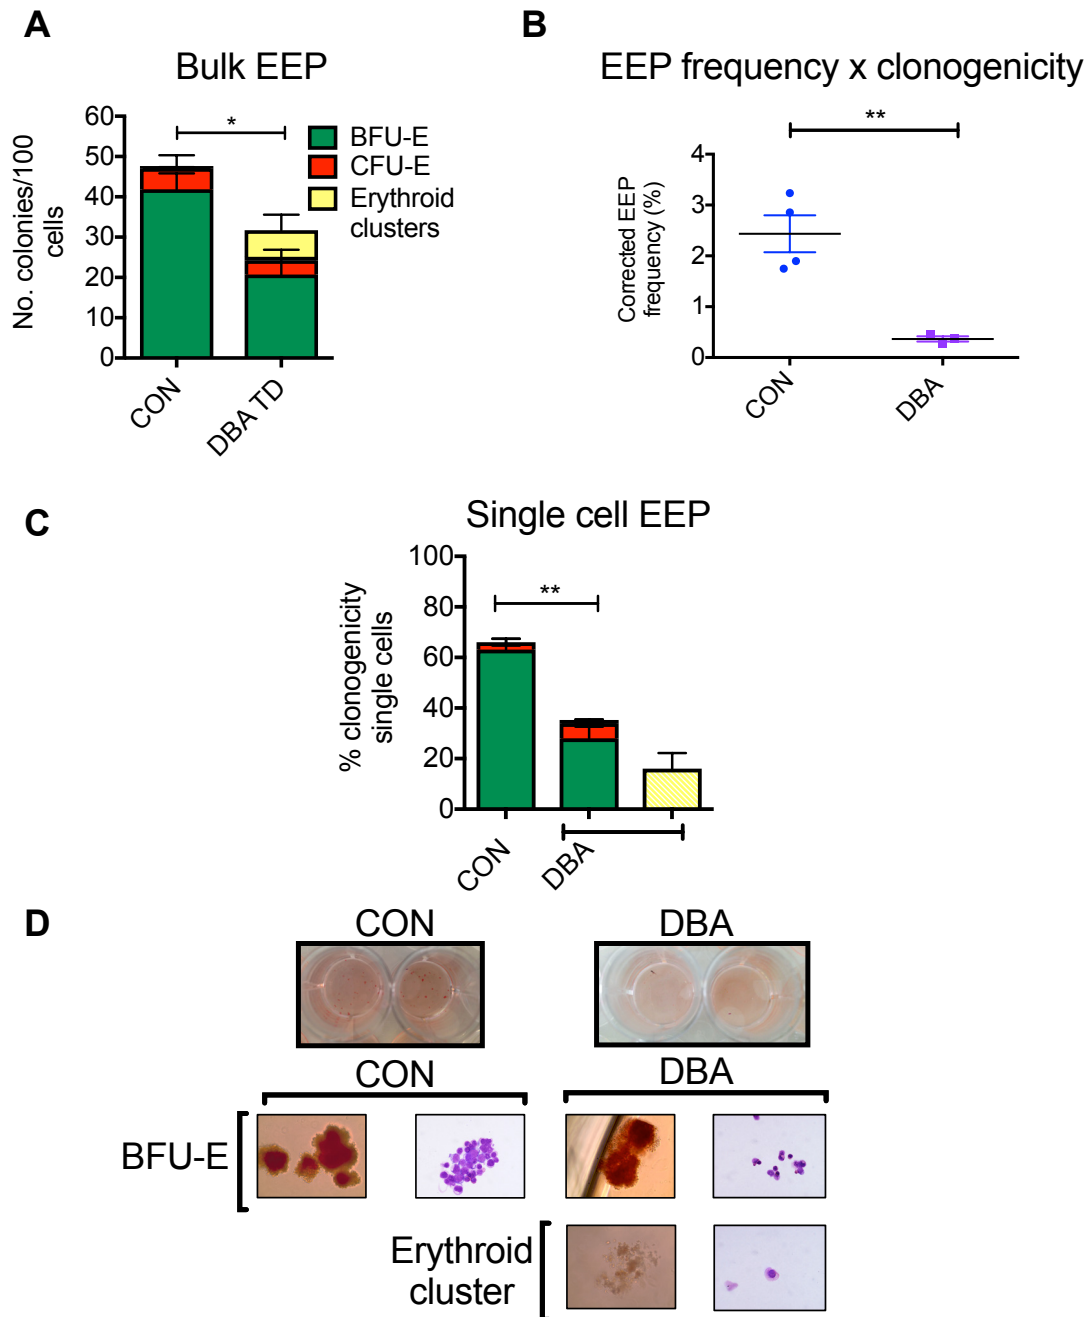 A
Bulk EEP
No. colonies/100
cells
60
50
40
30
20
10
0
*
BFU-E
CFU-E
Erythroid
clusters
CON
DBA TD
B
EEP frequency x clonogenicity
**
Corrected EEP
frequency (%)
4
3
2
1
0
CON
DBA
C
Single cell EEP
% clonogenicity
single cells
100
80
60
40
20
0
**
CON
DBA
D
CON
DBA
CON
DBA
BFU-E
Erythroid
cluster